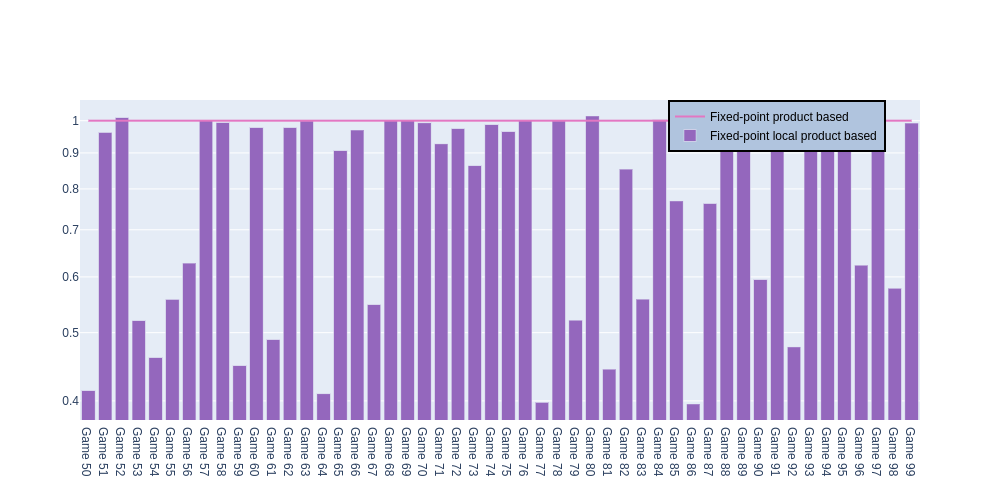 Fixed-point product based
Fixed-point local product based
1
0.9
0.8
0.7
0.6
0.5
0.4
Game 50
Game 51
Game 52
Game 53
Game 54
Game 55
Game 56
Game 57
Game 58
Game 59
Game 60
Game 61
Game 62
Game 63
Game 64
Game 65
Game 66
Game 67
Game 68
Game 69
Game 70
Game 71
Game 72
Game 73
Game 74
Game 75
Game 76
Game 77
Game 78
Game 79
Game 80
Game 81
Game 82
Game 83
Game 84
Game 85
Game 86
Game 87
Game 88
Game 89
Game 90
Game 91
Game 92
Game 93
Game 94
Game 95
Game 96
Game 97
Game 98
Game 99